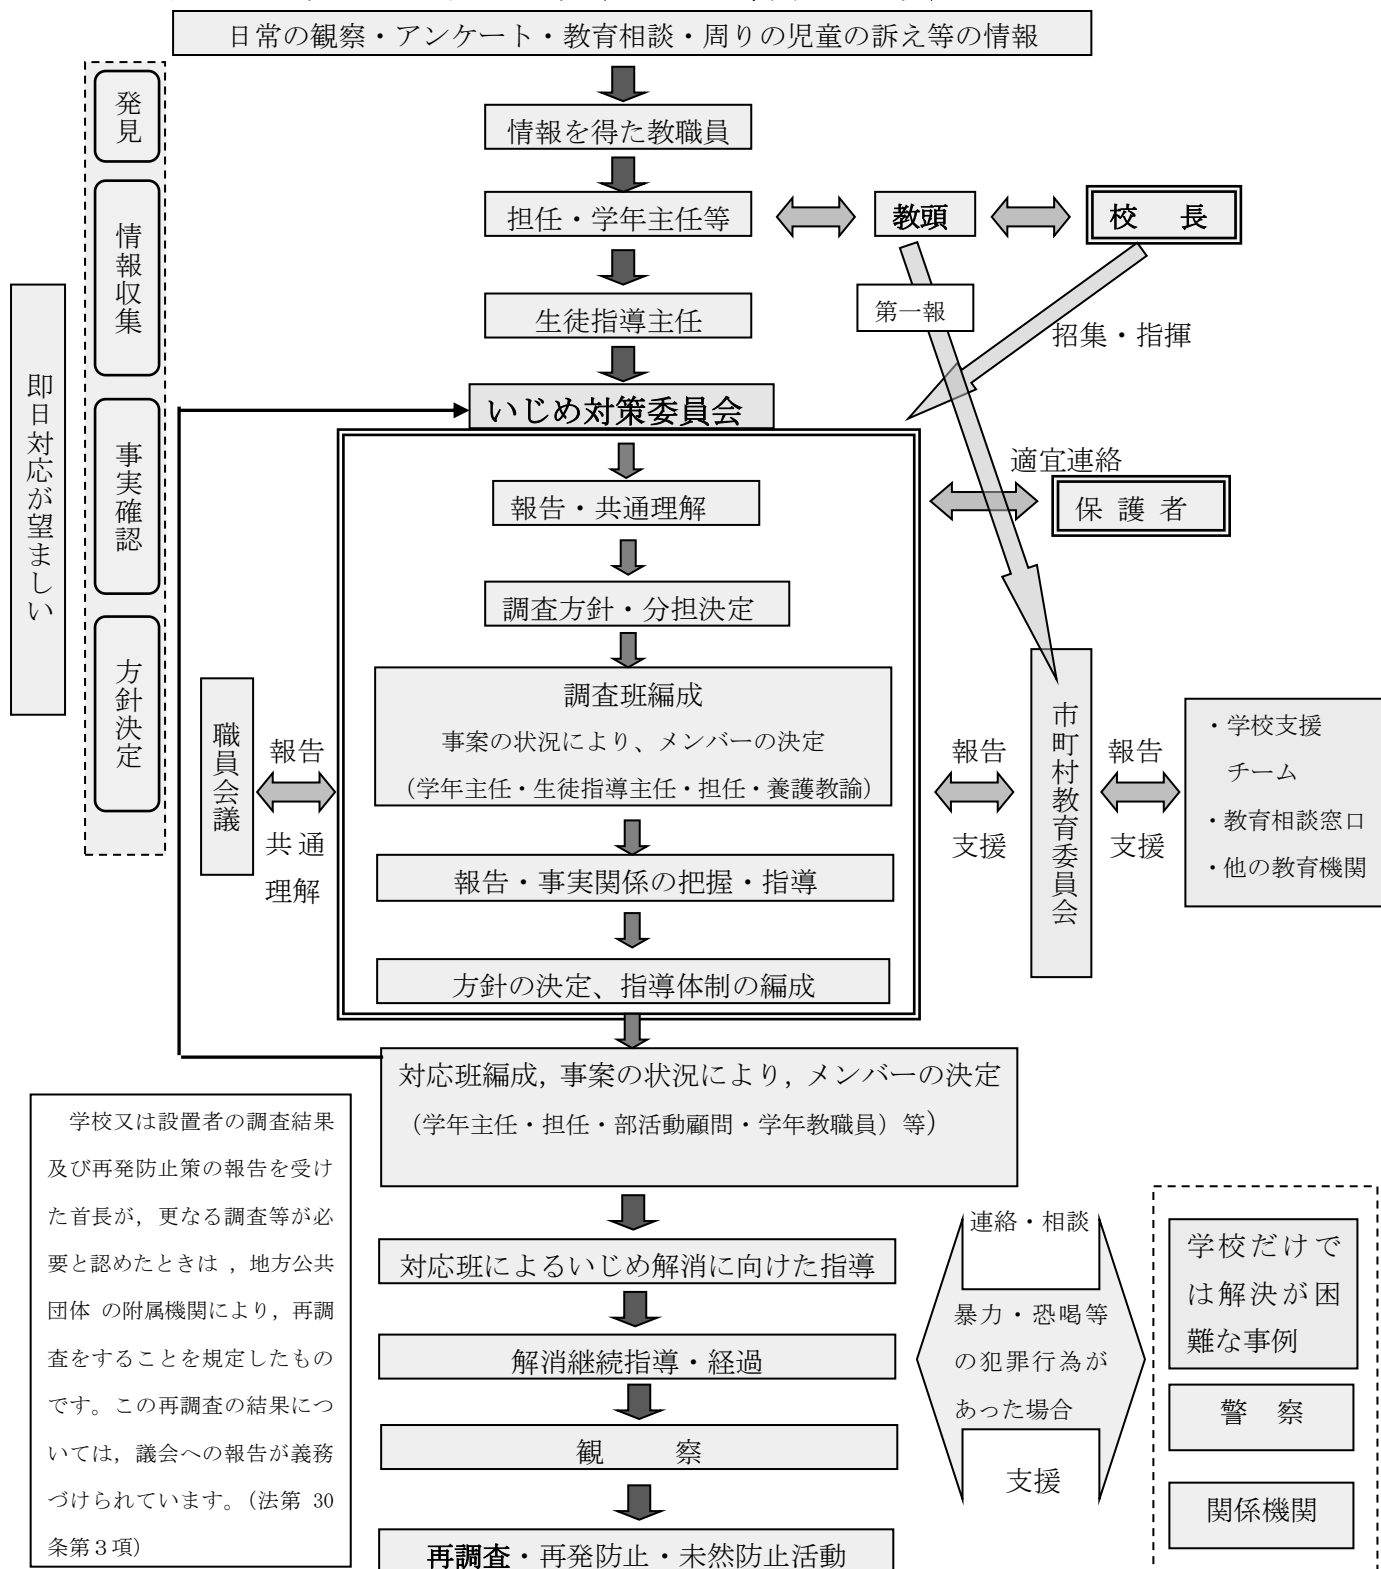 日常の観察・アンケート・教育相談・周りの児童の訴え等の情報
発見
情報を得た教職員
情報収集
担任・学年主任等
教頭
校　長
生徒指導主任
第一報
招集・指揮
即日対応が望ましい
いじめ対策委員会
事実確認
報告・共通理解
適宜連絡
保護者
調査方針・分担決定
方針決定
調査班編成
事案の状況により、メンバーの決定
（学年主任・生徒指導主任・担任・養護教諭）
職員会議
報告
共通
理解
報告
支援
市町村教育委員会
報告
支援
・学校支援
チーム
・教育相談窓口
・他の教育機関
報告・事実関係の把握・指導
方針の決定、指導体制の編成
対応班編成，事案の状況により，メンバーの決定
（学年主任・担任・部活動顧問・学年教職員）等）
学校又は設置者の調査結果
及び再発防止策の報告を受け
た首長が，更なる調査等が必
要と認めたときは ，地方公共
団体 の附属機関により，再調
査をすることを規定したもの
です。この再調査の結果につ
いては，議会への報告が義務
づけられています。（法第 30
条第３項）
対応班によるいじめ解消に向けた指導
解消継続指導・経過
観　　察
再調査・再発防止・未然防止活動
連絡・相談
暴力・恐喝等
の犯罪行為が
あった場合
支援
学校だけで
は解決が困
難な事例
警　察
関係機関